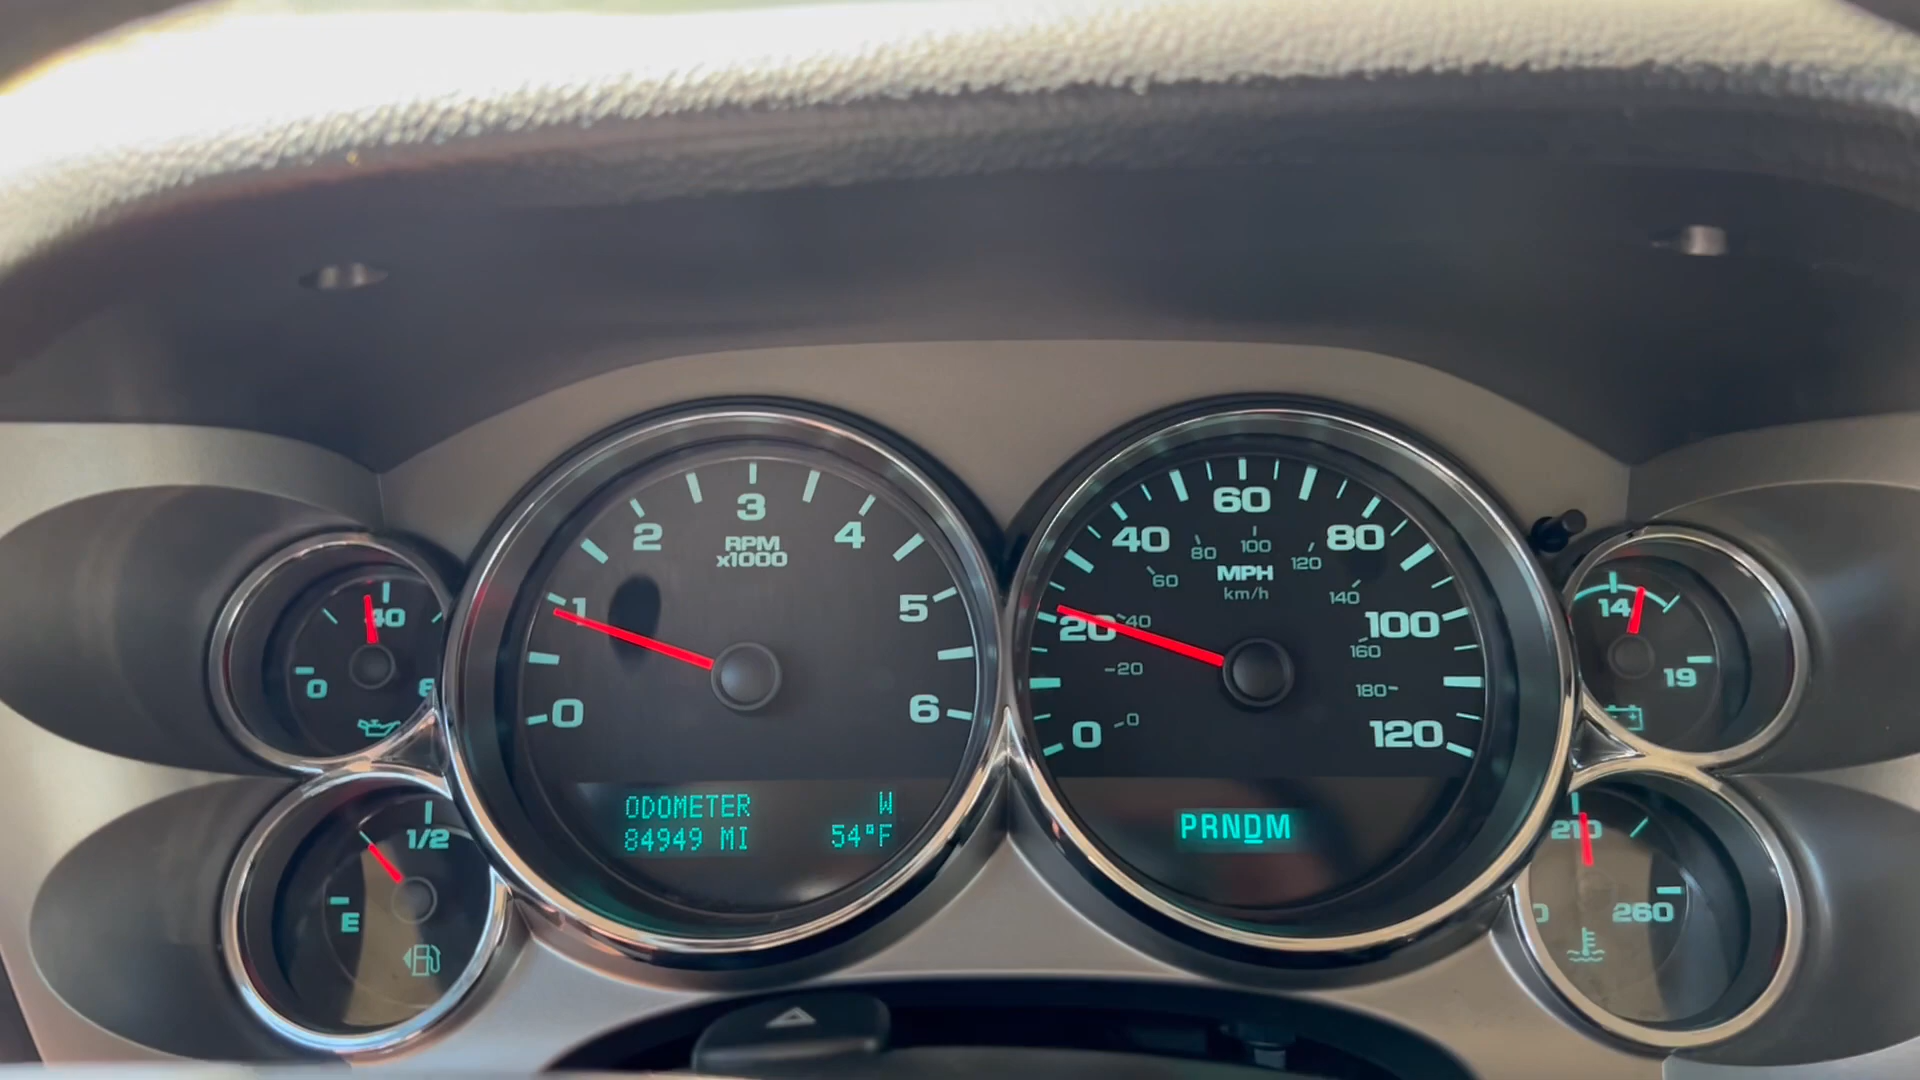 0 40
E 1/2
0 1 2 3 4 5 6
RPM
x1000
ODOMETER W
84949 MI 54°F
0 20 40 60 80 100 120
MPH
km/h
0 20 40 60 80 100 120 140 160 180
PRNDM
14 19
210 260